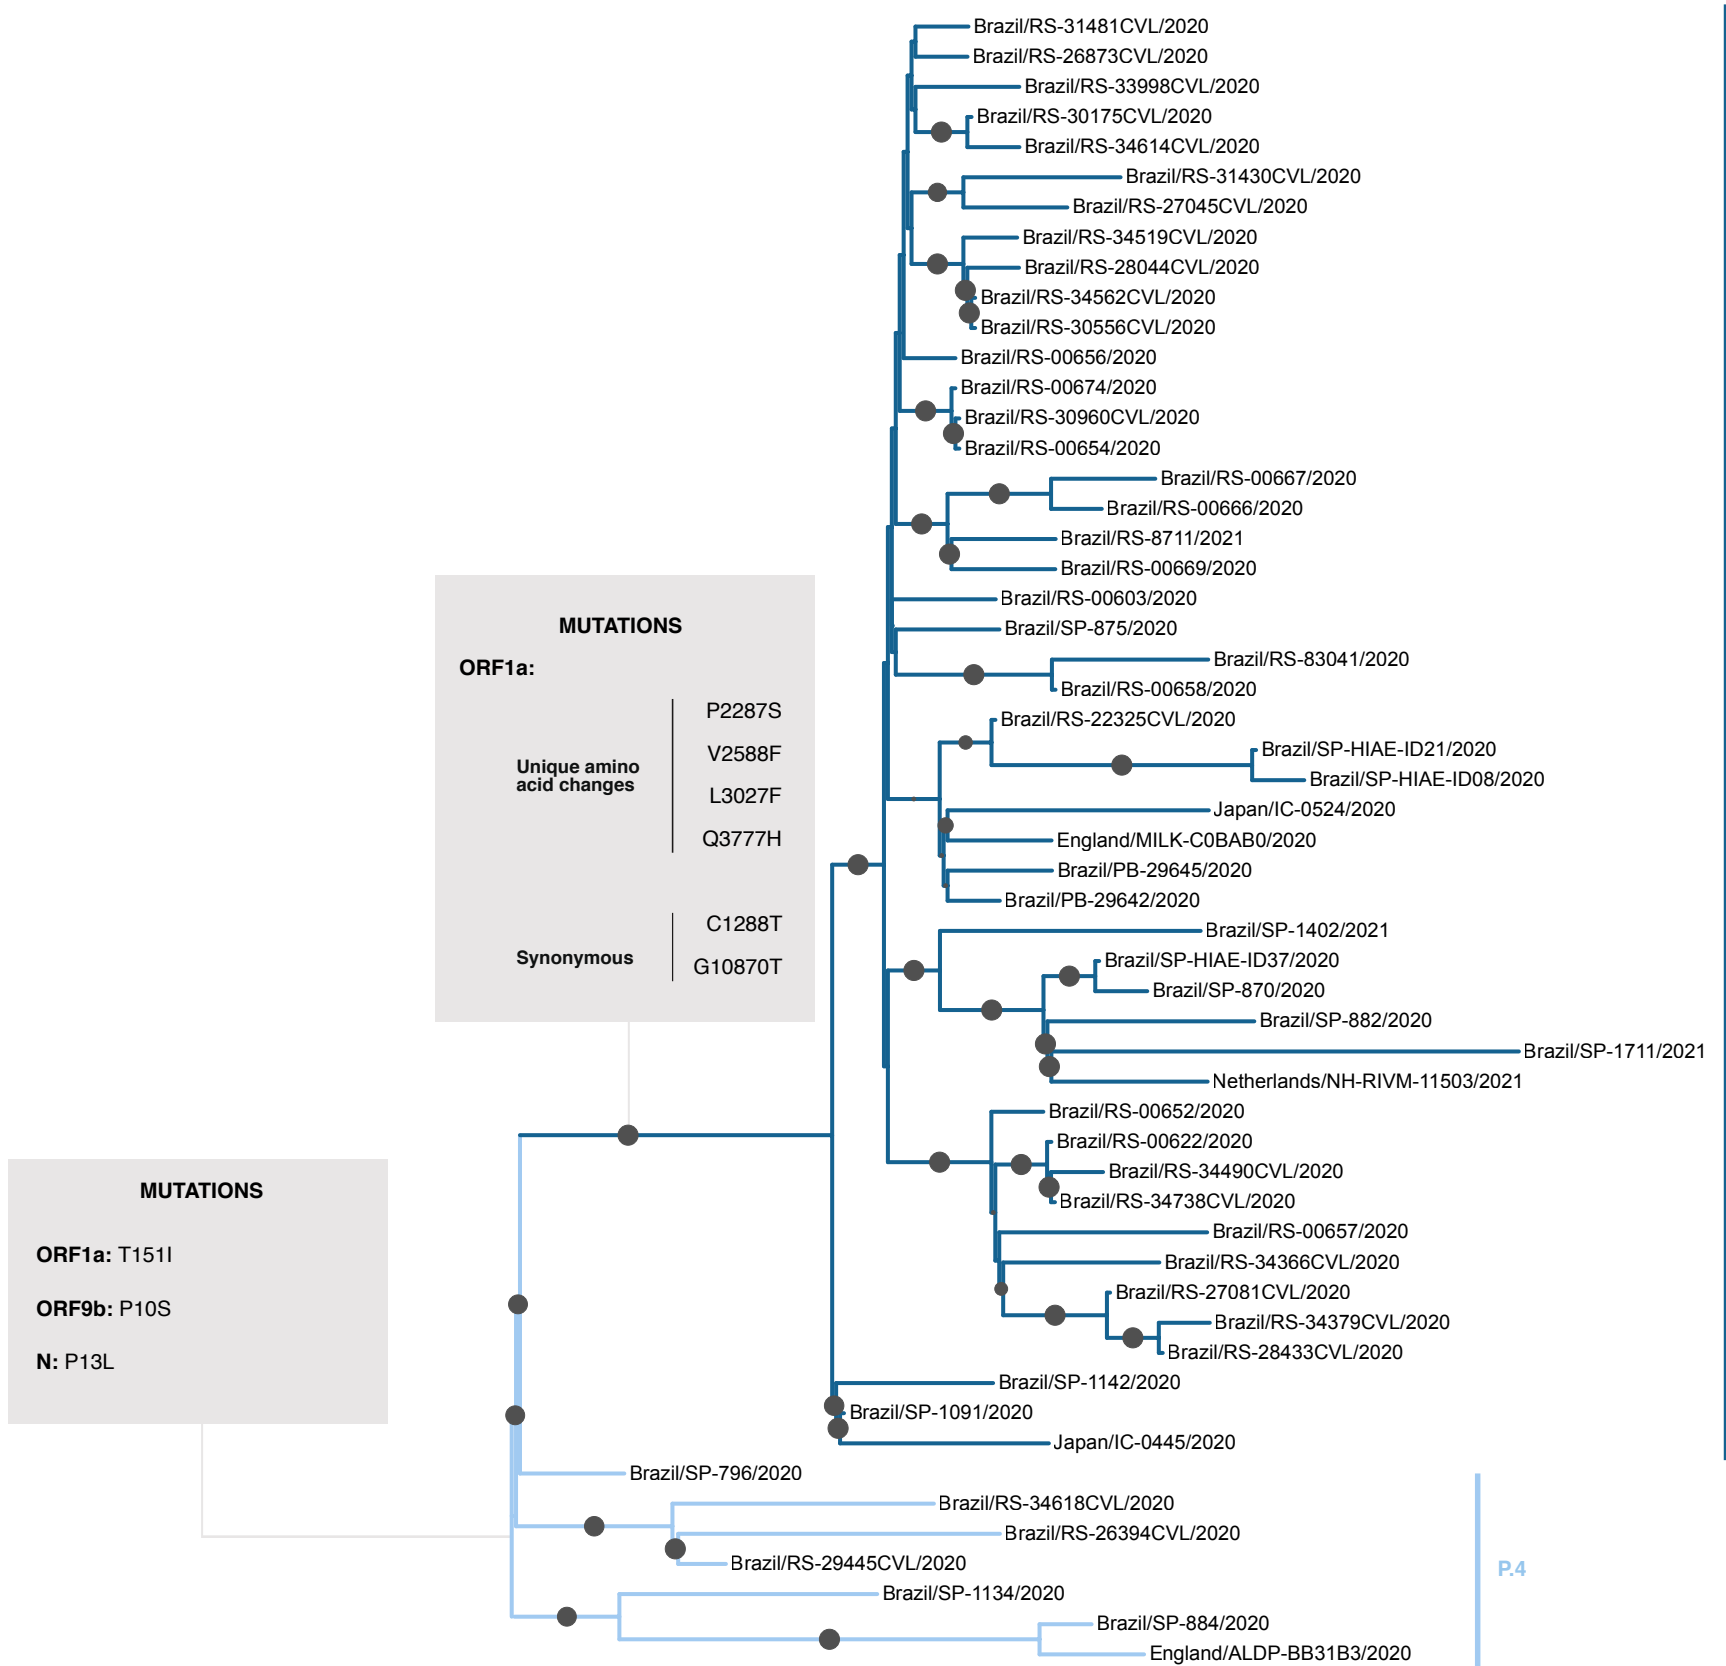 Brazil/RS-31481CVL/2020
Brazil/RS-26873CVL/2020
Brazil/RS-33998CVL/2020
Brazil/RS-30175CVL/2020
Brazil/RS-34614CVL/2020
Brazil/RS-31430CVL/2020
Brazil/RS-27045CVL/2020
Brazil/RS-34519CVL/2020
Brazil/RS-28044CVL/2020
Brazil/RS-34562CVL/2020
Brazil/RS-30556CVL/2020
Brazil/RS-00656/2020
Brazil/RS-00674/2020
Brazil/RS-30960CVL/2020
Brazil/RS-00654/2020
Brazil/RS-00667/2020
Brazil/RS-00666/2020
Brazil/RS-8711/2021
Brazil/RS-00669/2020
Brazil/RS-00603/2020
Brazil/SP-875/2020
Brazil/RS-83041/2020
Brazil/RS-00658/2020
Brazil/RS-22325CVL/2020
Brazil/SP-HIAE-ID21/2020
Brazil/SP-HIAE-ID08/2020
Japan/IC-0524/2020
England/MILK-C0BAB0/2020
Brazil/PB-29645/2020
Brazil/PB-29642/2020
Brazil/SP-1402/2021
Brazil/SP-HIAE-ID37/2020
Brazil/SP-870/2020
Brazil/SP-882/2020
Brazil/SP-1711/2021
Netherlands/NH-RIVM-11503/2021
Brazil/RS-00652/2020
Brazil/RS-00622/2020
Brazil/RS-34490CVL/2020
Brazil/RS-34738CVL/2020
Brazil/RS-00657/2020
Brazil/RS-34366CVL/2020
Brazil/RS-27081CVL/2020
Brazil/RS-34379CVL/2020
Brazil/RS-28433CVL/2020
Brazil/SP-1142/2020
Brazil/SP-1091/2020
Japan/IC-0445/2020
Brazil/SP-796/2020
Brazil/RS-34618CVL/2020
Brazil/RS-26394CVL/2020
Brazil/RS-29445CVL/2020
Brazil/SP-1134/2020
Brazil/SP-884/2020
England/ALDP-BB31B3/2020
P.4
MUTATIONS
ORF1a:
Unique amino
acid changes
P2287S
V2588F
L3027F
Q3777H
Synonymous
C1288T
G10870T
MUTATIONS
ORF1a: T151I
ORF9b: P10S
N: P13L